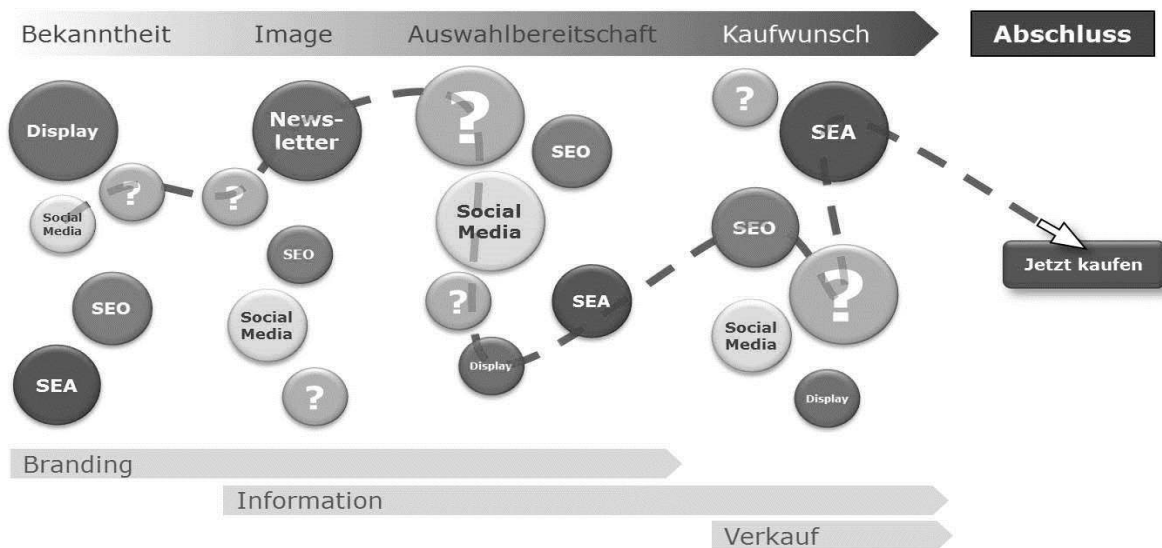 Bekanntheit
Image
Auswahlbereitschaft
Kaufwunsch
Abschluss
Display
?
Social
Media
SEO
SEA
News-
letter
?
SEO
Social
Media
?
?
SEO
Social
Media
?
SEA
Display
?
SEA
SEO
?
Social
Media
Display
Jetzt kaufen
Branding
Information
Verkauf